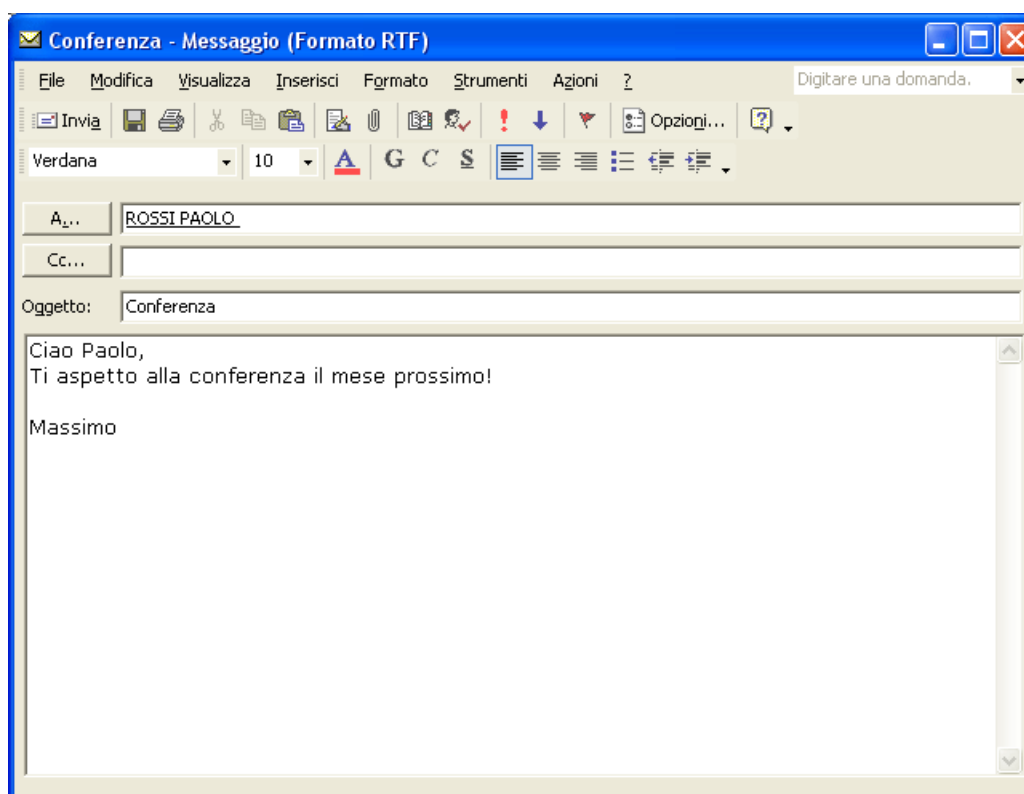 Conferenza - Messaggio (Formato RTF)
File Modifica Visualizza Inserisci Formato Strumenti Azioni ? Digitare una domanda.
Invia Opzioni...
Verdana 10 A G C S
A... ROSSI PAOLO
Cc...
Oggetto: Conferenza
Ciao Paolo,
Ti aspetto alla conferenza il mese prossimo!
Massimo